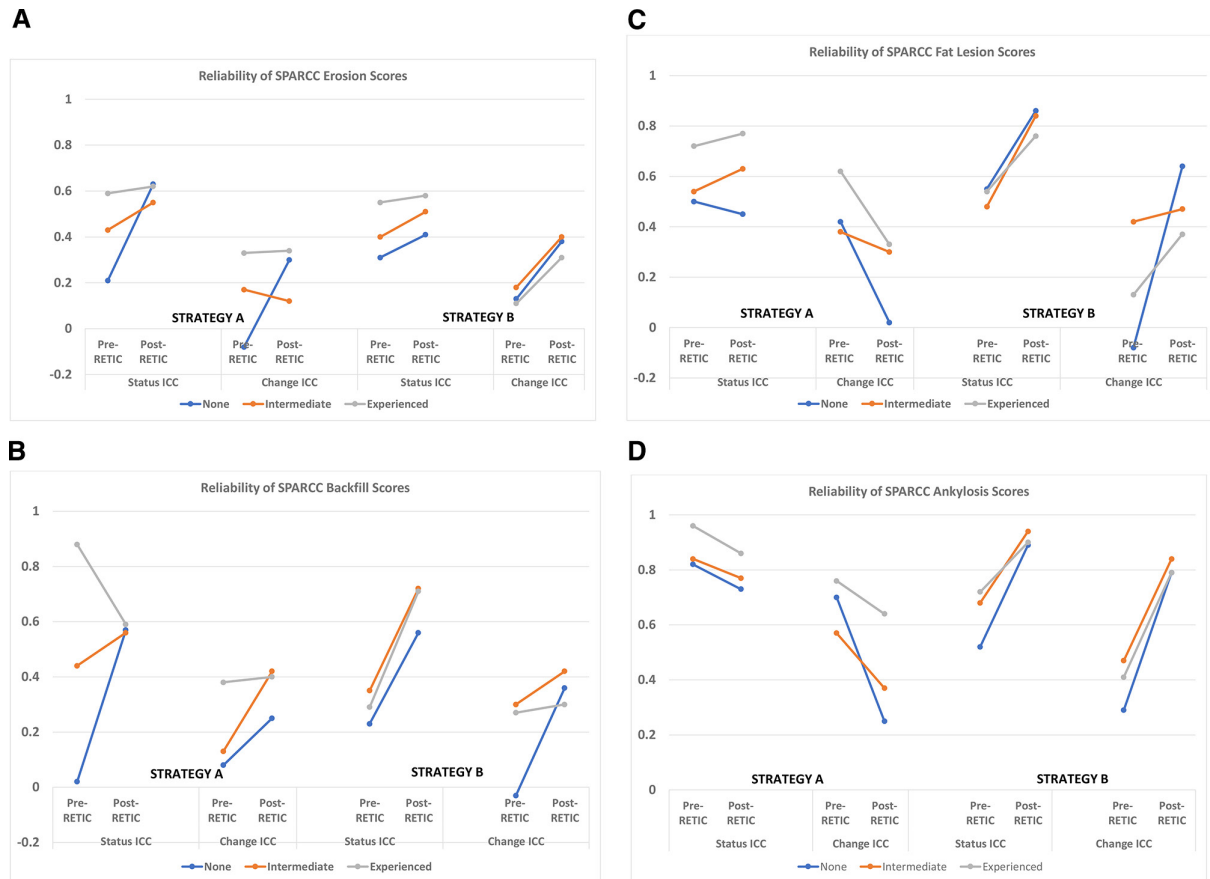 A
Reliability of SPARCC Erosion Scores
1
0.8
0.6
0.4
0.2
0
-0.2
STRATEGY A
STRATEGY B
Pre-RETIC Post-RETIC Pre-RETIC Post-RETIC Pre-RETIC Post-RETIC Pre-RETIC Post-RETIC
Status ICC Change ICC Status ICC Change ICC
None Intermediate Experienced
B
Reliability of SPARCC Backfill Scores
1
0.8
0.6
0.4
0.2
0
-0.2
STRATEGY A
STRATEGY B
Pre-RETIC Post-RETIC Pre-RETIC Post-RETIC Pre-RETIC Post-RETIC Pre-RETIC Post-RETIC
Status ICC Change ICC Status ICC Change ICC
None Intermediate Experienced
C
Reliability of SPARCC Fat Lesion Scores
1
0.8
0.6
0.4
0.2
0
-0.2
STRATEGY A
STRATEGY B
Pre-RETIC Post-RETIC Pre-RETIC Post-RETIC Pre-RETIC Post-RETIC Pre-RETIC Post-RETIC
Status ICC Change ICC Status ICC Change ICC
None Intermediate Experienced
D
Reliability of SPARCC Ankylosis Scores
1
0.8
0.6
0.4
0.2
0
STRATEGY A
STRATEGY B
Pre-RETIC Post-RETIC Pre-RETIC Post-RETIC Pre-RETIC Post-RETIC Pre-RETIC Post-RETIC
Status ICC Change ICC Status ICC Change ICC
None Intermediate Experienced